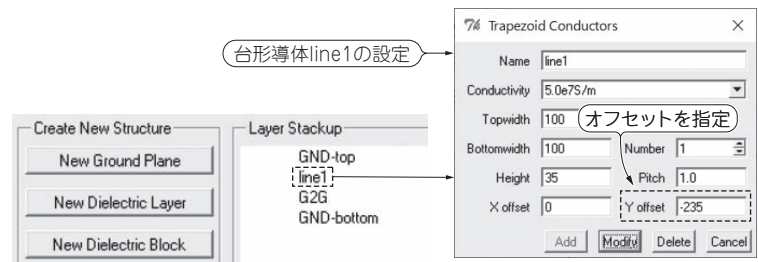 Trapezoid Conductors
台形導体line1の設定
Name line1
Conductivity 5.0e7S/m
Topwidth 100 オフセットを指定
Bottomwidth 100 Number 1
Height 35 Pitch 1.0
X offset 0 Y offset -235
Add Modify Delete Cancel
Create New Structure
New Ground Plane
New Dielectric Layer
New Dielectric Block
Layer Stackup
GND-top
line1
G2G
GND-bottom